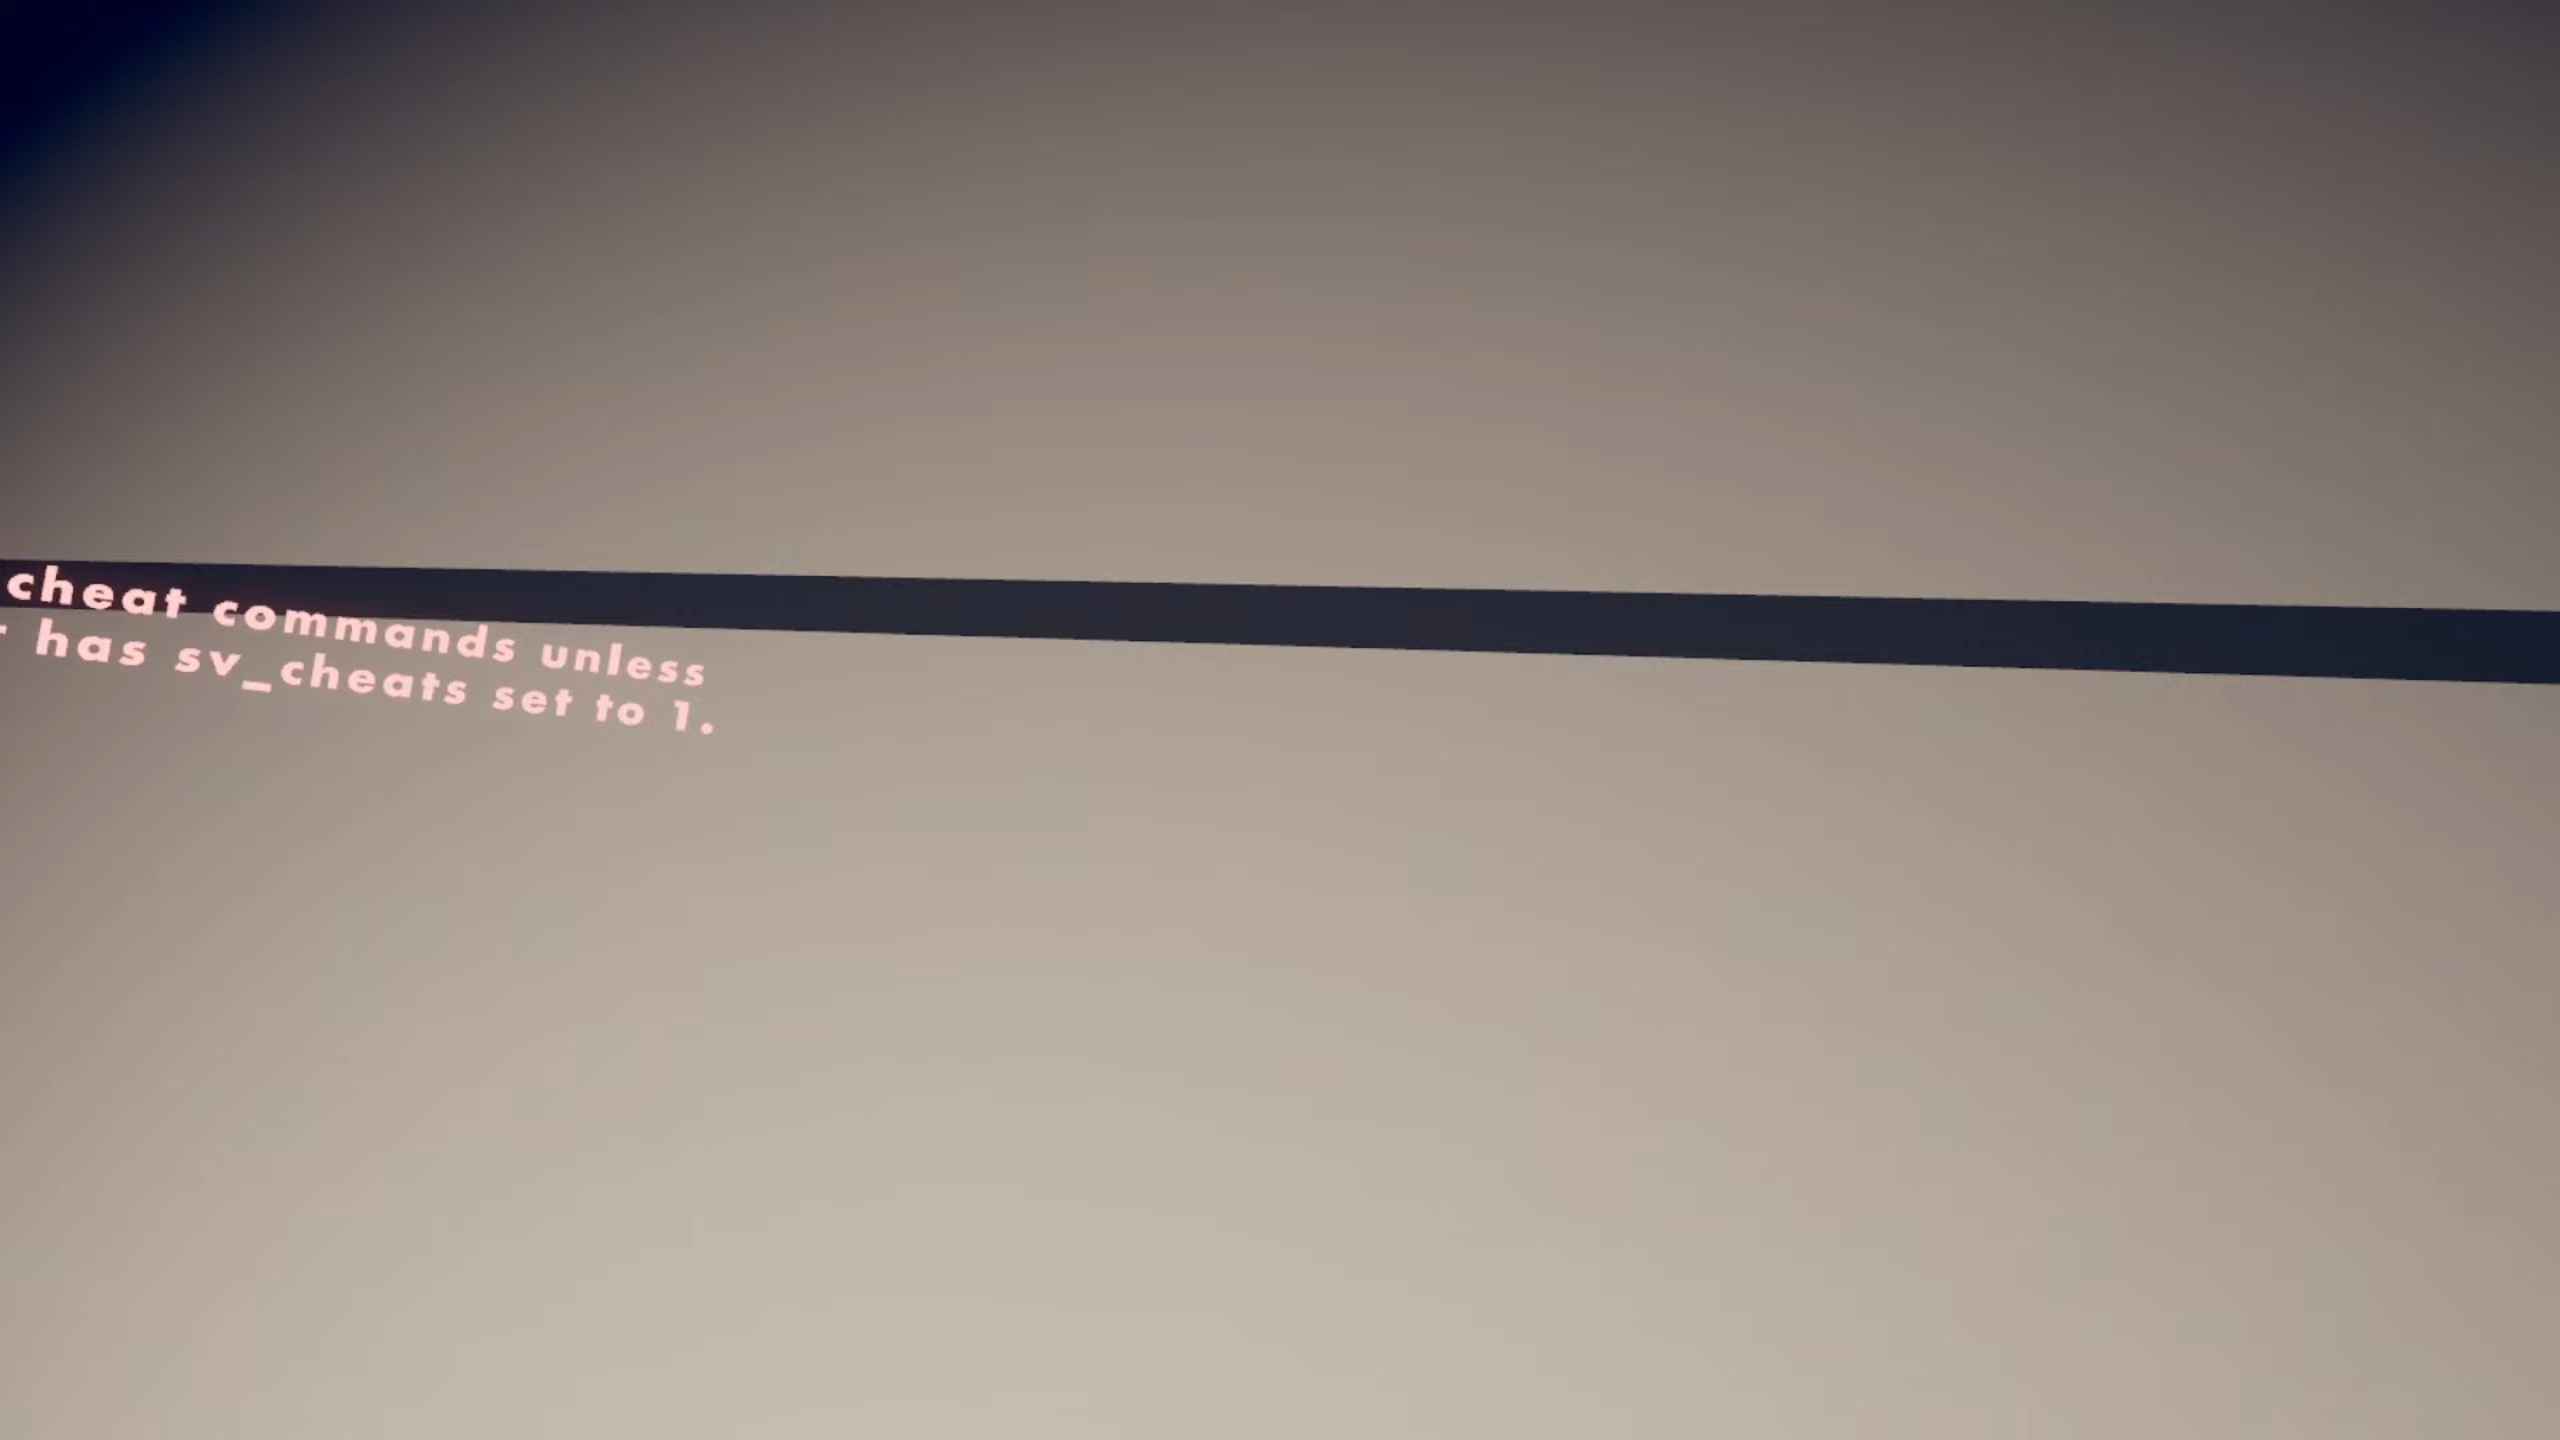 cheat commands unless
has sv_cheats set to 1.